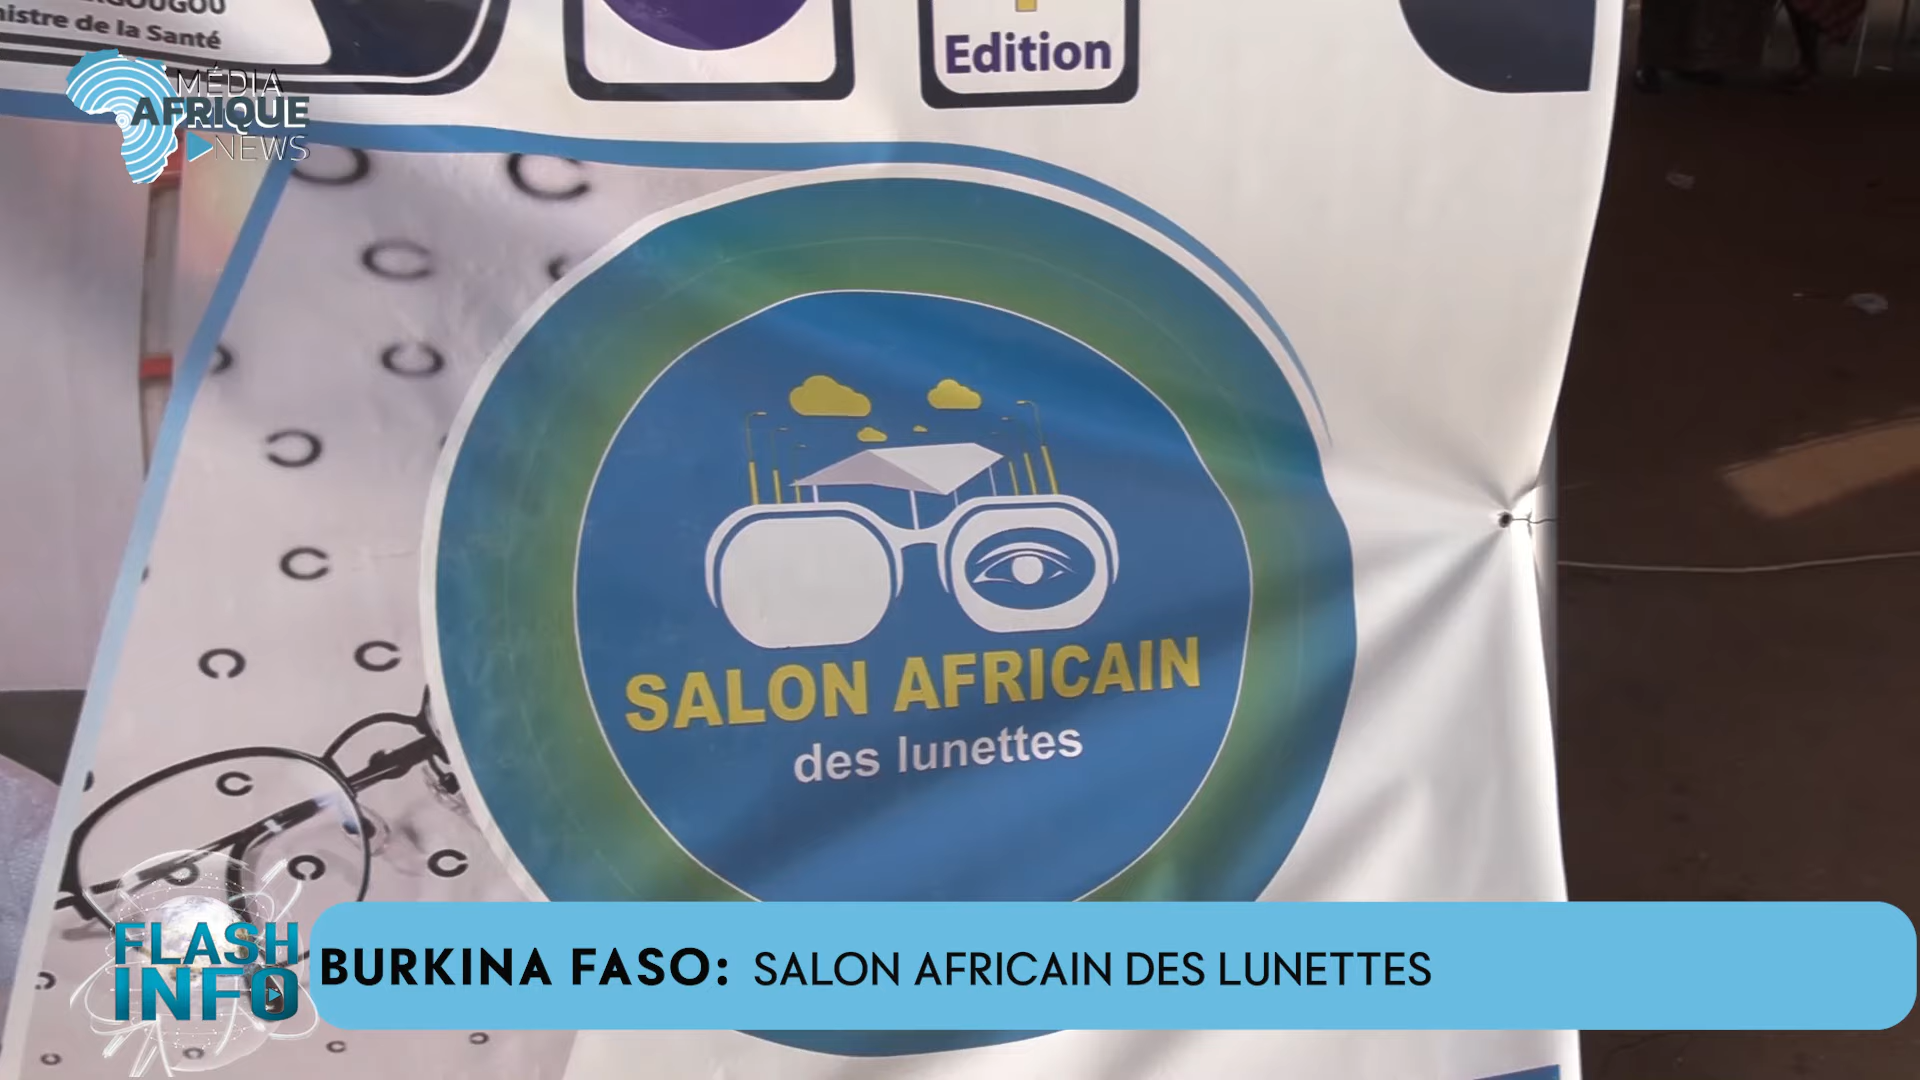 istre de la Santé
Edition
MÉDIA
AFRIQUE
NEWS
SALON AFRICAIN
des lunettes
FLASH
INFO
BURKINA FASO: SALON AFRICAIN DES LUNETTES